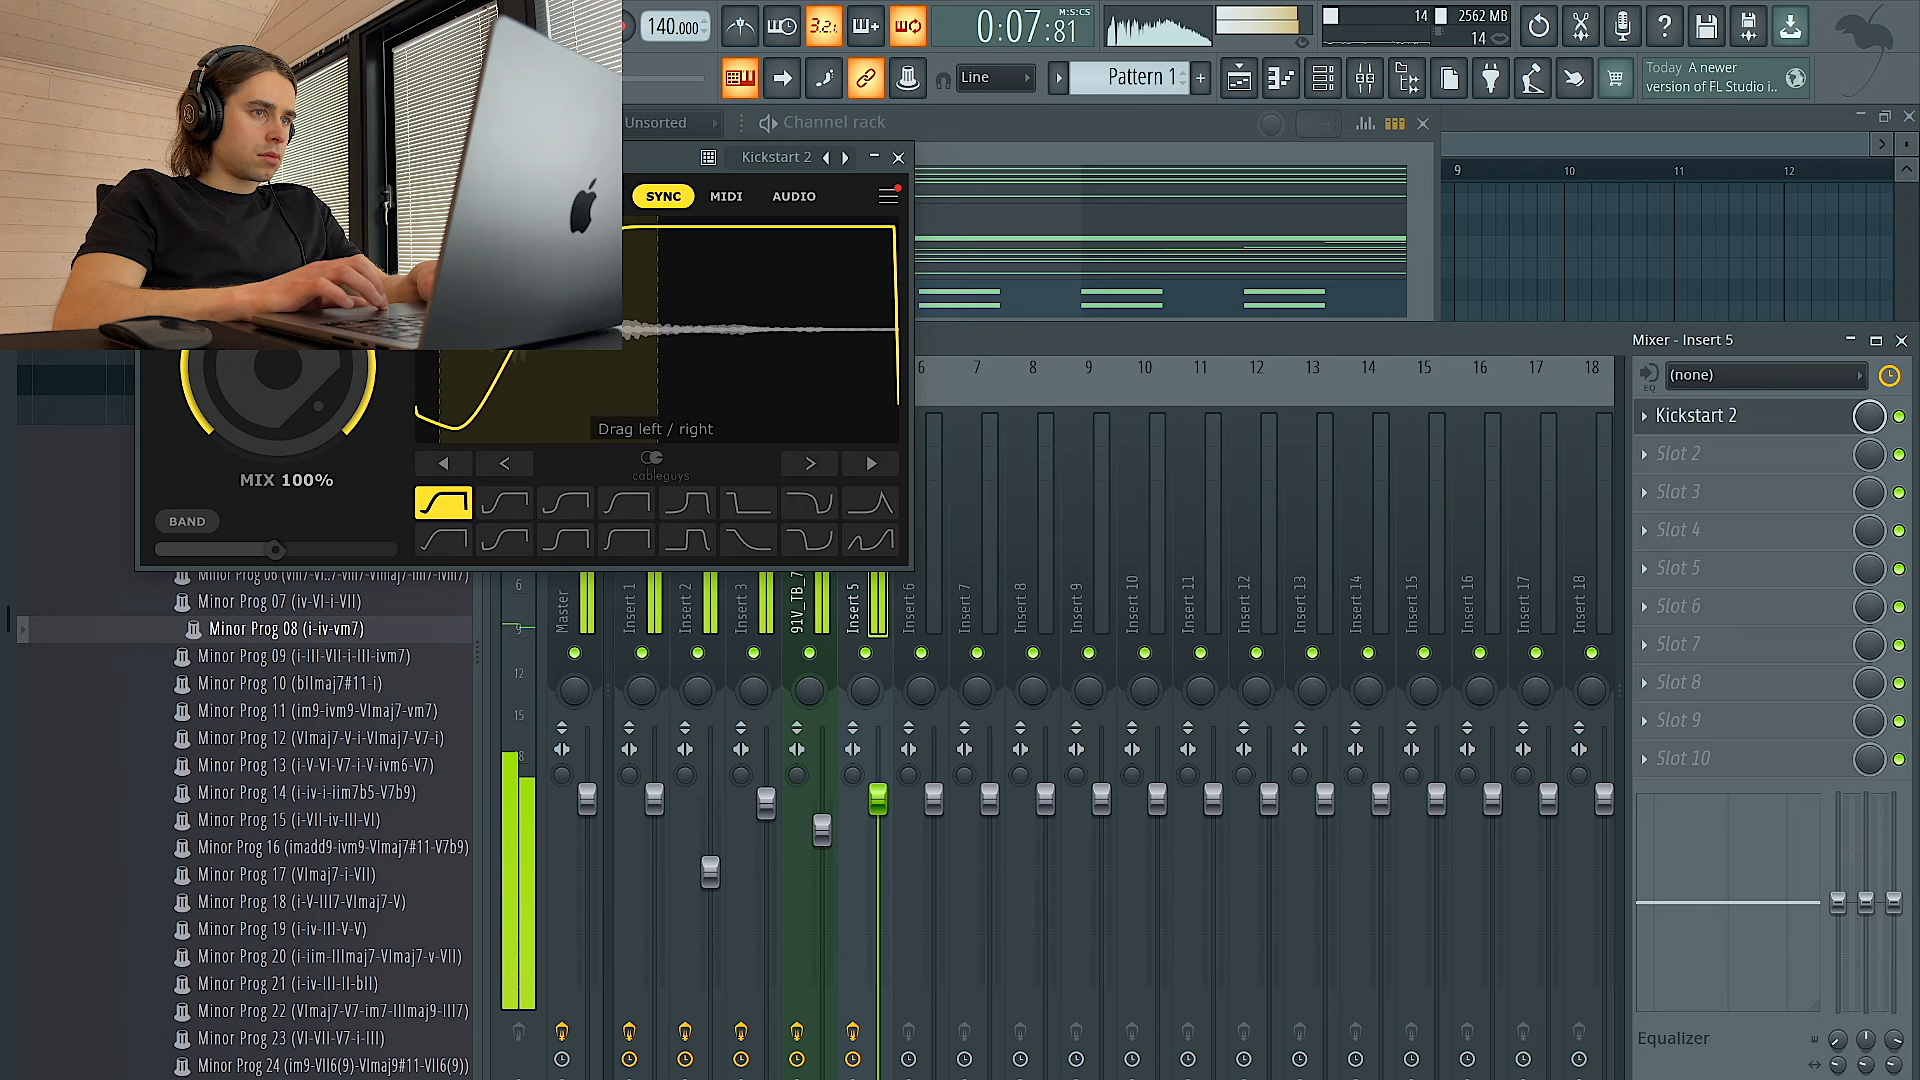 140.000
3.2.
0:07:81
M:S:CS
14
2562 MB
14
Line
Pattern 1
Today A newer
version of FL Studio i..
Unsorted
Channel rack
Kickstart 2
SYNC
MIDI
AUDIO
9
10
11
12
Drag left / right
cableguys
MIX 100%
BAND
Mixer - Insert 5
(none)
EQ
6
7
8
9
10
11
12
13
14
15
16
17
18
Kickstart 2
Slot 2
Slot 3
Slot 4
Slot 5
Slot 6
Slot 7
Slot 8
Slot 9
Slot 10
Equalizer
Minor Prog 07 (iv-VI-i-VII)
Minor Prog 08 (i-iv-vm7)
Minor Prog 09 (i-III-VII-i-III-ivm7)
Minor Prog 10 (bIImaj7#11-i)
Minor Prog 11 (im9-ivm9-VImaj7-vm7)
Minor Prog 12 (VImaj7-V-i-VImaj7-V7-i)
Minor Prog 13 (i-V-VI-V7-i-V-ivm6-V7)
Minor Prog 14 (i-iv-i-iim7b5-V7b9)
Minor Prog 15 (i-VII-iv-III-VI)
Minor Prog 16 (imadd9-ivm9-VImaj7#11-V7b9)
Minor Prog 17 (VImaj7-i-VII)
Minor Prog 18 (i-V-III7-VImaj7-V)
Minor Prog 19 (i-iv-III-V-V)
Minor Prog 20 (i-iim-IIImaj7-VImaj7-v-VII)
Minor Prog 21 (i-iv-III-II-bII)
Minor Prog 22 (VImaj7-V7-im7-IIImaj9-III7)
Minor Prog 23 (VI-VII-V7-i-III)
Minor Prog 24 (im9-VII6(9)-VImaj9#11-VII6(9))
6
9
12
15
18
Master
Insert 1
Insert 2
Insert 3
91V_TB_7
Insert 5
Insert 6
Insert 7
Insert 8
Insert 9
Insert 10
Insert 11
Insert 12
Insert 13
Insert 14
Insert 15
Insert 16
Insert 17
Insert 18